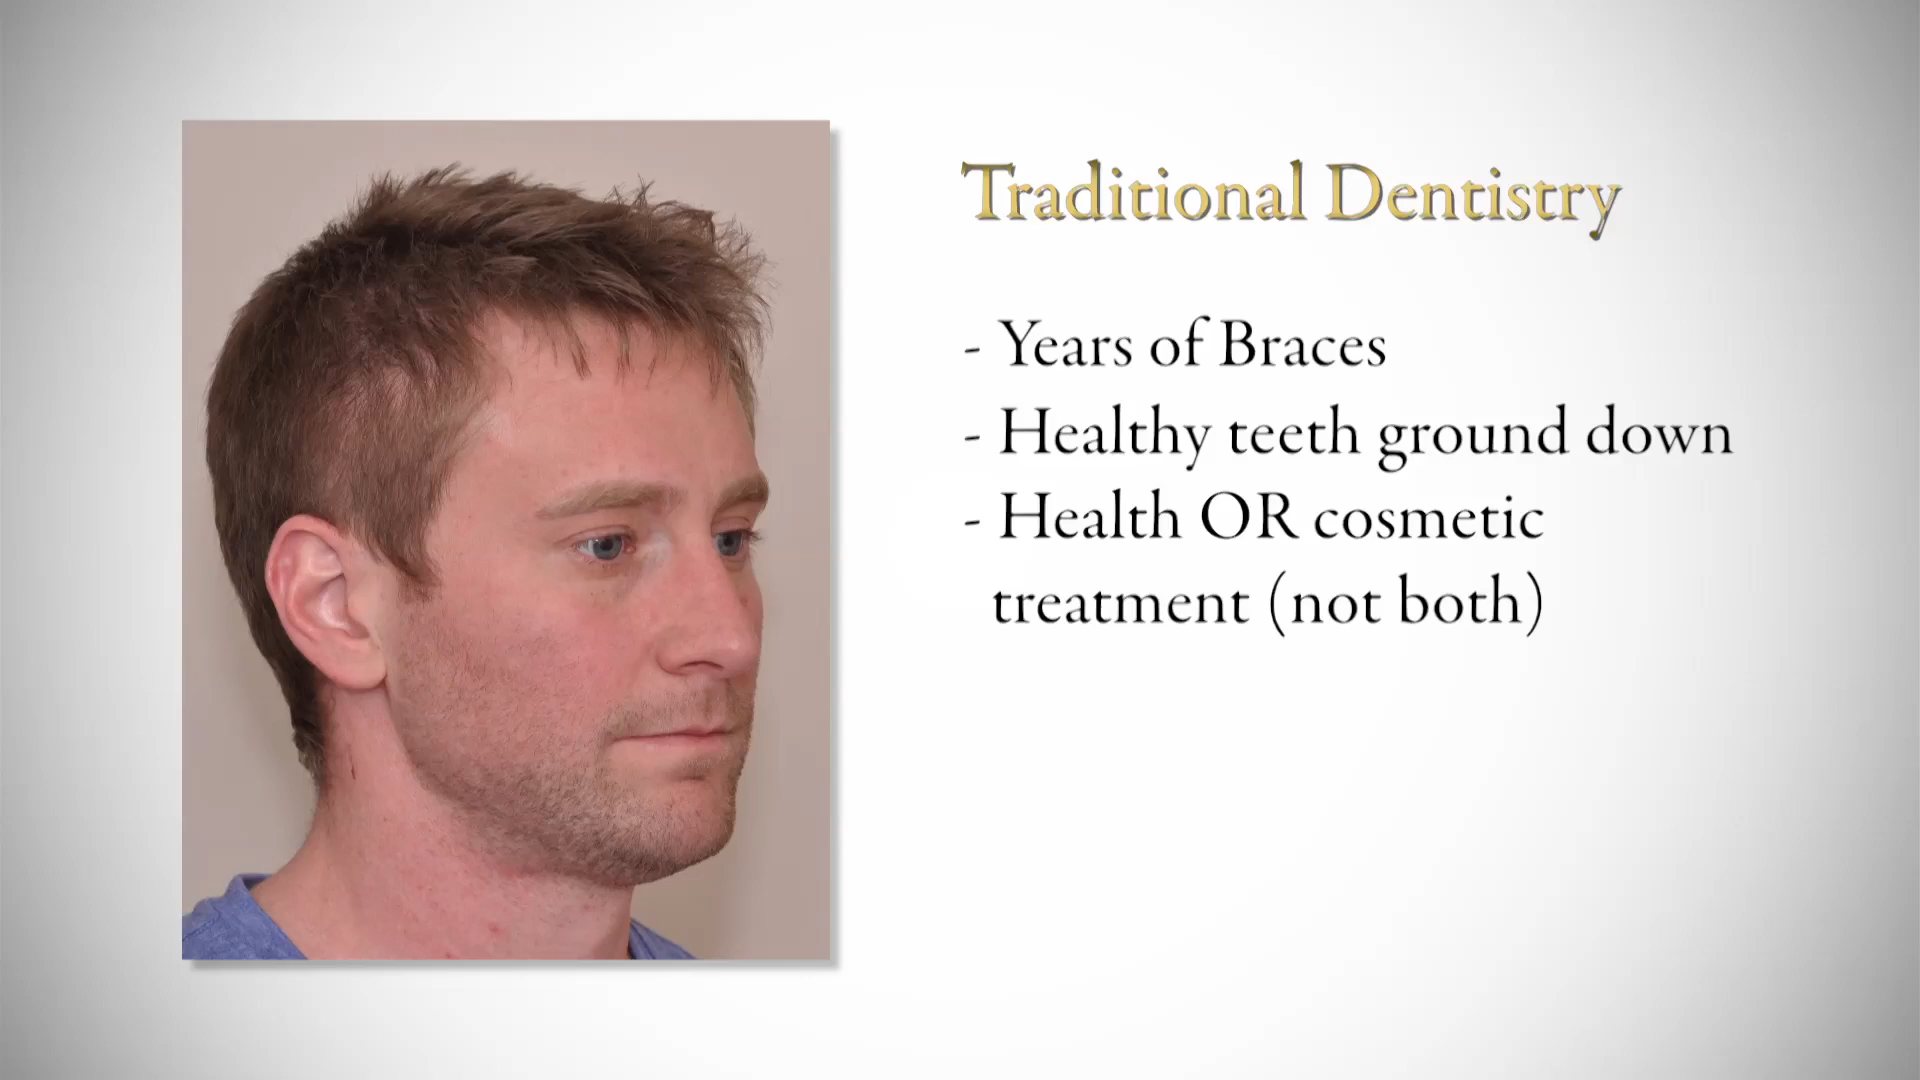 Traditional Dentistry
- Years of Braces
- Healthy teeth ground down
- Health OR cosmetic
treatment (not both)